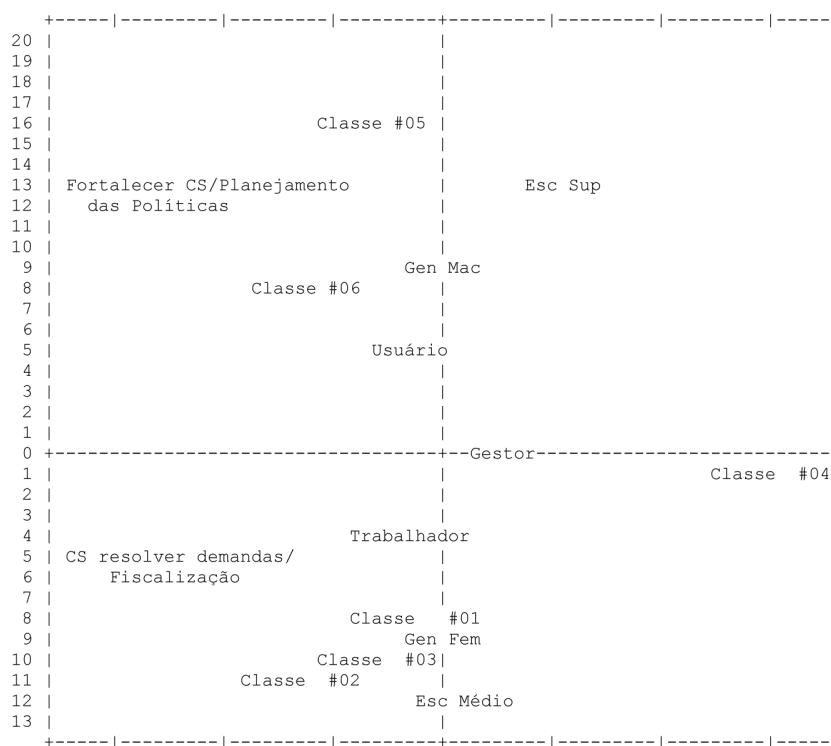 +-----|---------|---------|---------+---------|---------|---------|-----
20 | |
19 | |
18 | |
17 | |
16 | Classe #05 |
15 | |
14 | |
13 | Fortalecer CS/Planejamento | Esc Sup
12 | das Políticas |
11 | |
10 | |
9 | Gen Mac
8 | Classe #06 |
7 | |
6 | |
5 | Usuário
4 | |
3 | |
2 | |
1 | |
0 +-----------------------------------+--Gestor---------------------------
1 | | Classe #04
2 | |
3 | |
4 | Trabalhador
5 | CS resolver demandas/ |
6 | Fiscalização |
7 | |
8 | Classe #01
9 | Gen Fem
10 | Classe #03|
11 | Classe #02 |
12 | Esc Médio
13 | |
+-----|---------|---------|---------+---------|---------|---------|-----